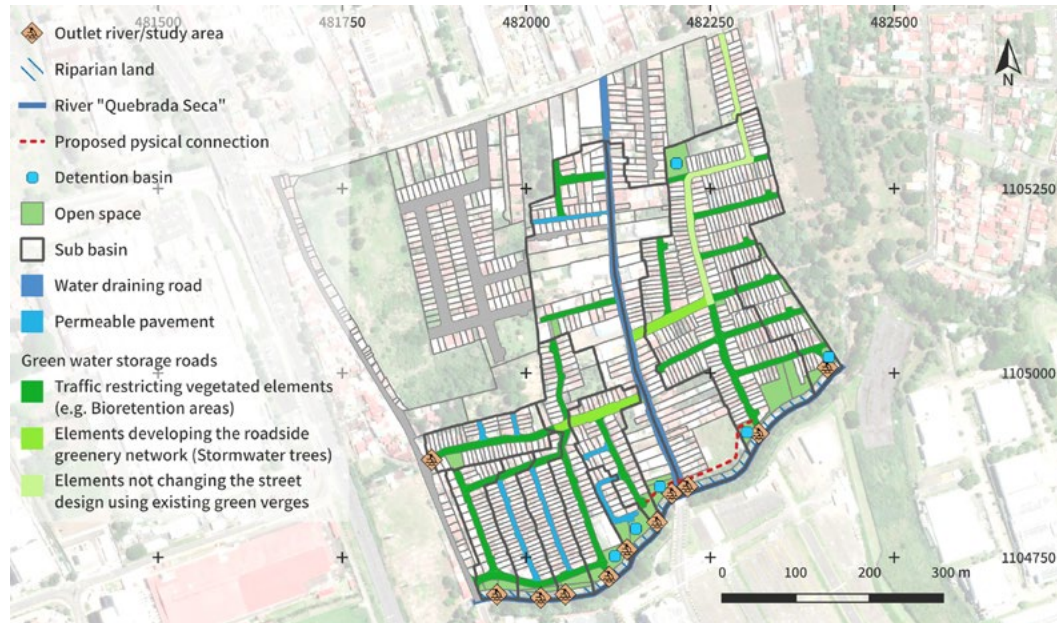 481500
481750
482000
482250
482500
Outlet river/study area
Riparian land
River "Quebrada Seca"
Proposed pysical connection
Detention basin
Open space
Sub basin
Water draining road
Permeable pavement
Green water storage roads
Traffic restricting vegetated elements
(e.g. Bioretention areas)
Elements developing the roadside
greenery network (Stormwater trees)
Elements not changing the street
design using existing green verges
N
1105250
1105000
1104750
0 100 200 300 m